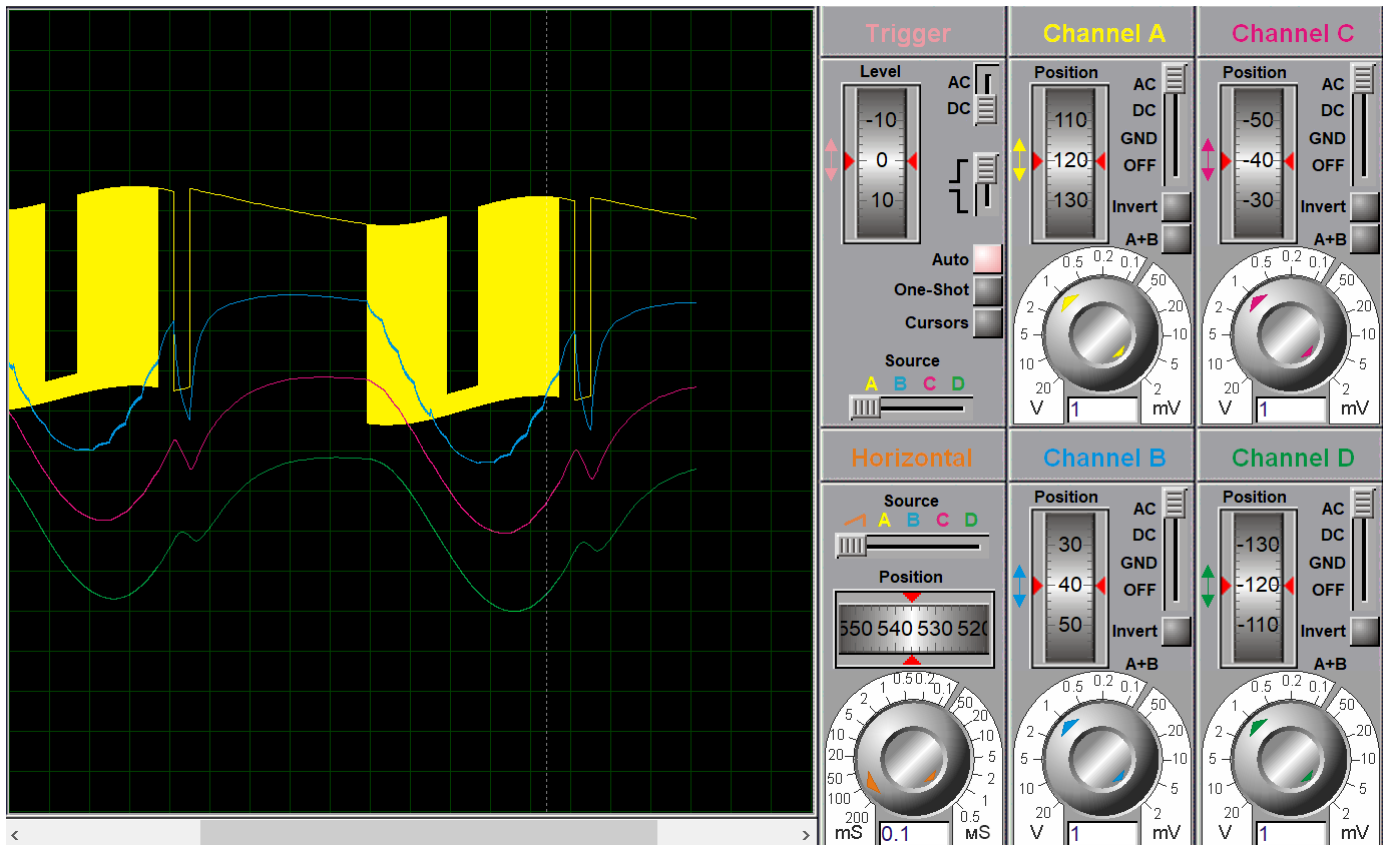 Trigger
Level
-10
0
10
AC
DC
Auto
One-Shot
Cursors
Source
A B C D
Channel A
Position
110
120
130
AC
DC
GND
OFF
Invert
A+B
20 10 5 2 1 0.5 0.2 0.1 50 20 10 5 2
V 1 mV
Channel C
Position
-50
-40
-30
AC
DC
GND
OFF
Invert
A+B
20 10 5 2 1 0.5 0.2 0.1 50 20 10 5 2
V 1 mV
Horizontal
Source
A B C D
Position
550 540 530 520
200 100 50 20 10 5 2 1 0.5 0.2 0.1 50 20 10 5 2 1 0.5
mS 0.1 мS
Channel B
Position
30
40
50
AC
DC
GND
OFF
Invert
A+B
20 10 5 2 1 0.5 0.2 0.1 50 20 10 5 2
V 1 mV
Channel D
Position
-130
-120
-110
AC
DC
GND
OFF
Invert
A+B
20 10 5 2 1 0.5 0.2 0.1 50 20 10 5 2
V 1 mV